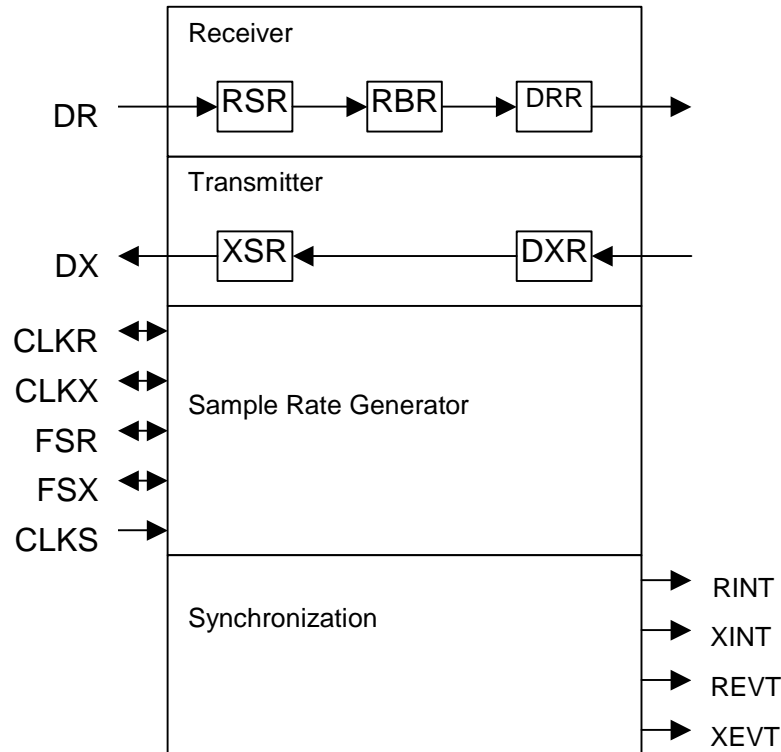 Receiver
DR RSR RBR DRR
Transmitter
DX XSR DXR
CLKR
CLKX
Sample Rate Generator
FSR
FSX
CLKS
RINT
Synchronization
XINT
REVT
XEVT